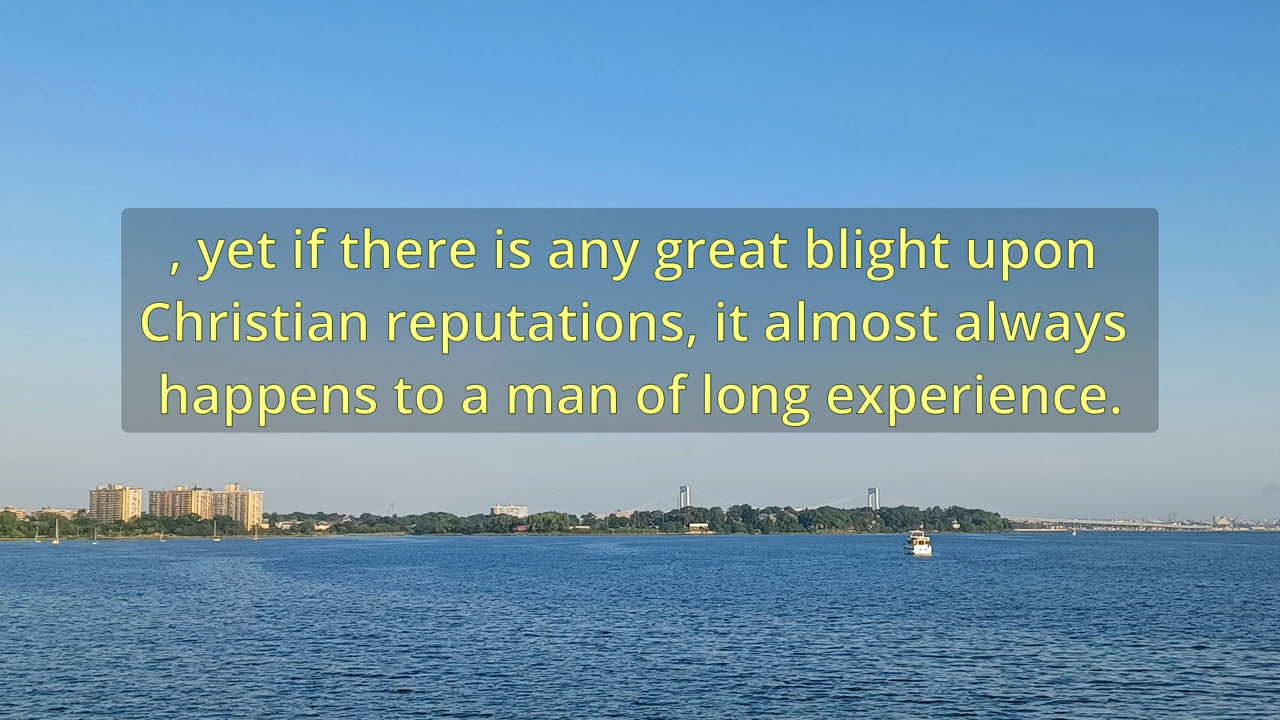 , yet if there is any great blight upon
Christian reputations, it almost always
happens to a man of long experience.